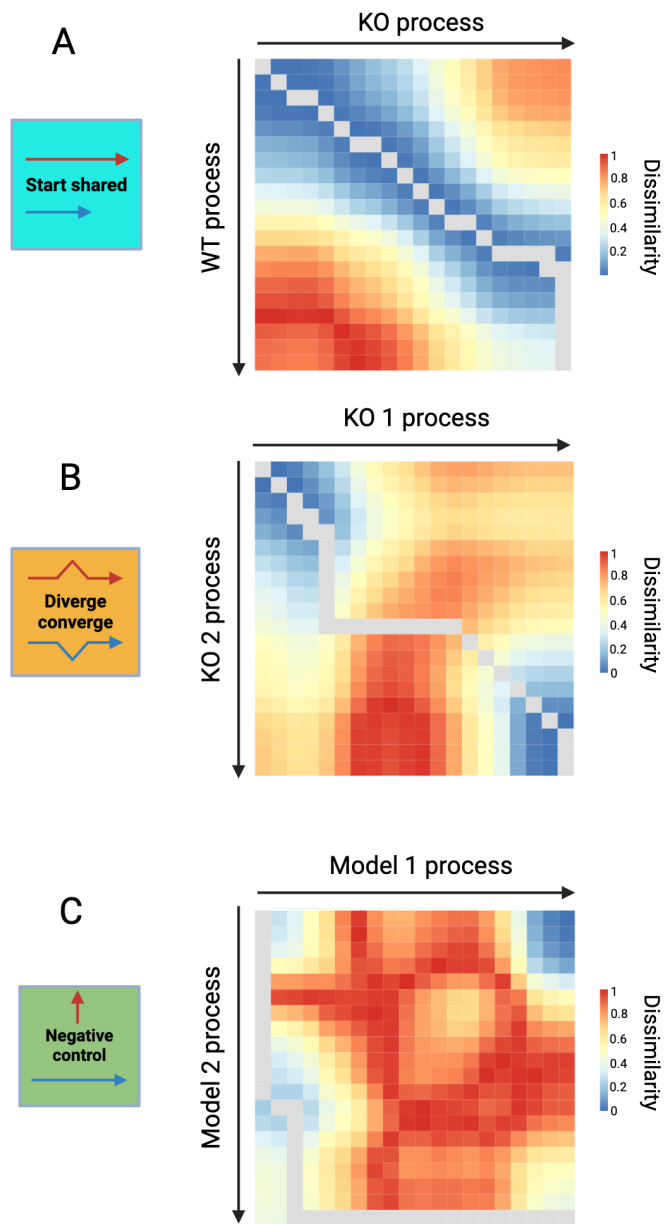 A
KO process
WT process
Start shared
1
0.8
0.6
0.4
0.2
Dissimilarity
B
KO 1 process
KO 2 process
Diverge
converge
1
0.8
0.6
0.4
0.2
0
Dissimilarity
C
Model 1 process
Model 2 process
Negative
control
1
0.8
0.6
0.4
0.2
0
Dissimilarity